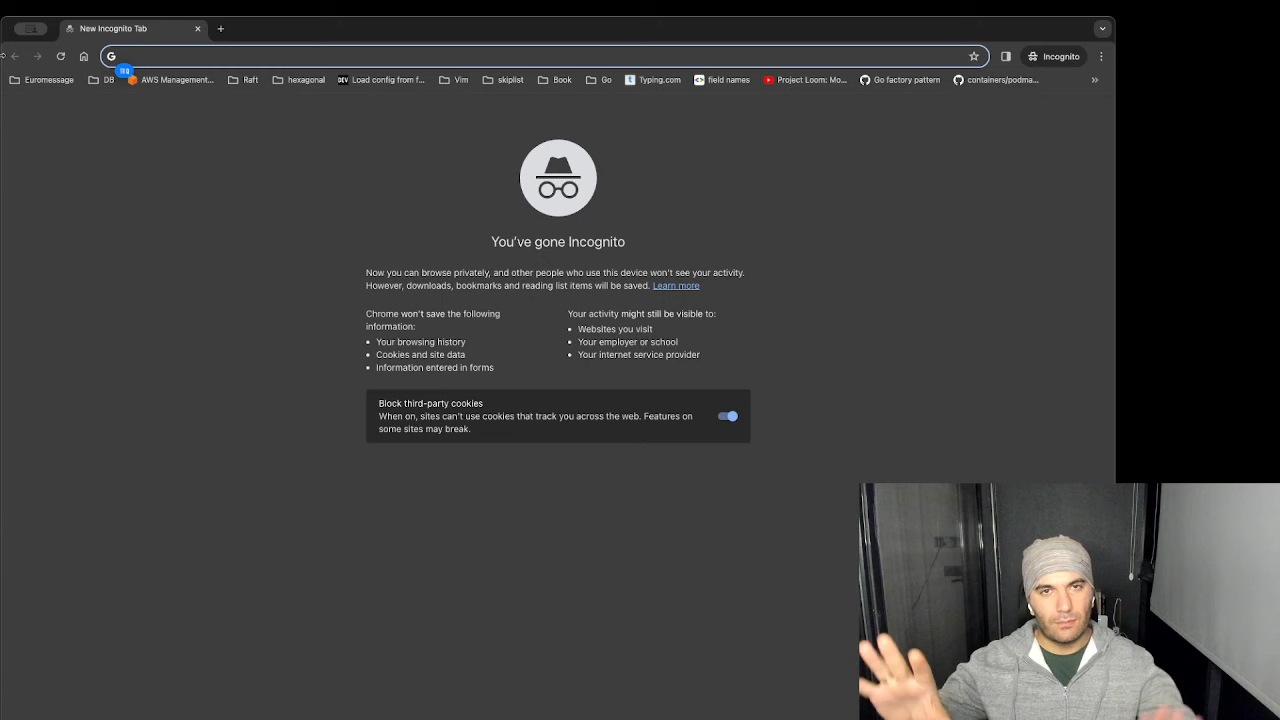 New Incognito Tab
Incognito
Euromessage
DB
AWS Management...
Raft
hexagonal
DEV Load config from f...
Vim
skiplist
Book
Go
t Typing.com
field names
Project Loom: Mo...
Go factory pattern
containers/podma...
You've gone Incognito
Now you can browse privately, and other people who use this device won't see your activity.
However, downloads, bookmarks and reading list items will be saved. Learn more
Chrome won't save the following
information:
• Your browsing history
• Cookies and site data
• Information entered in forms
Your activity might still be visible to:
• Websites you visit
• Your employer or school
• Your internet service provider
Block third-party cookies
When on, sites can't use cookies that track you across the web. Features on
some sites may break.